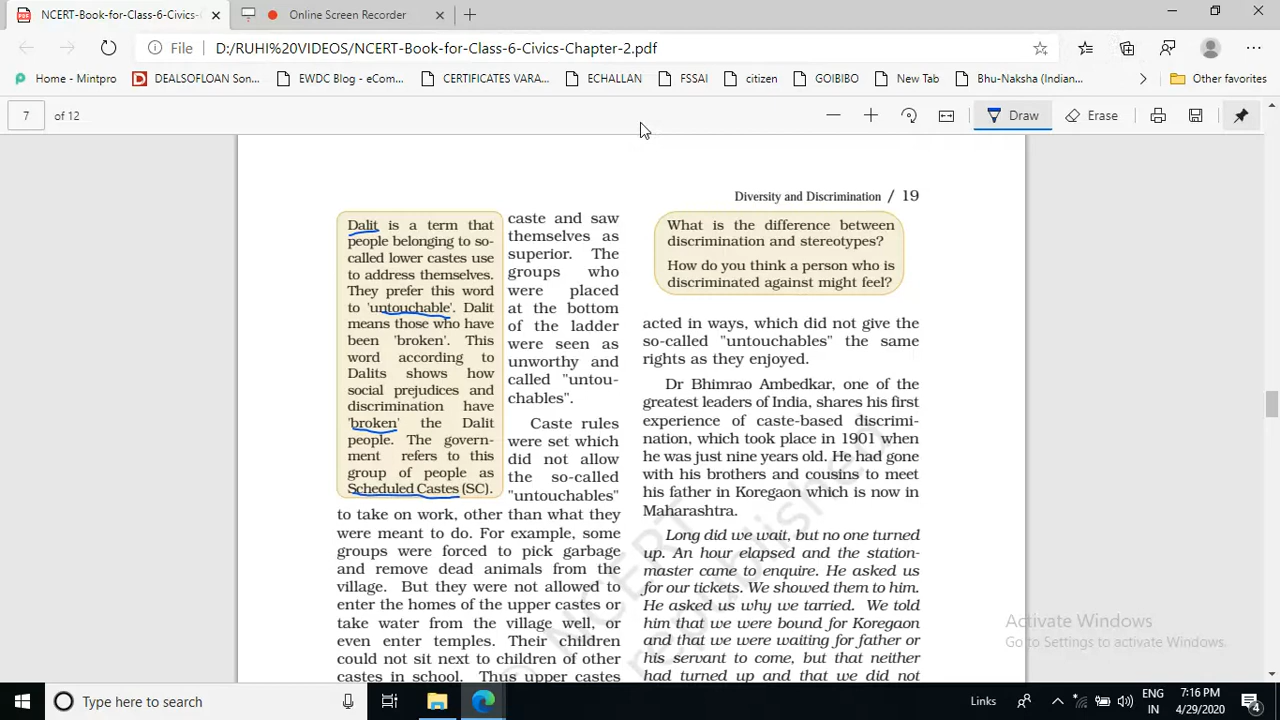 NCERT-Book-for-Class-6-Civics-
Online Screen Recorder
File
D:/RUHI%20VIDEOS/NCERT-Book-for-Class-6-Civics-Chapter-2.pdf
Home - Mintpro
DEALSOFLOAN Son...
EWDC Blog - eCom...
CERTIFICATES VARA...
ECHALLAN
FSSAI
citizen
GOIBIBO
New Tab
Bhu-Naksha (Indian...
Other favorites
7 of 12
Draw
Erase
Diversity and Discrimination / 19
Dalit is a term that
people belonging to so-
called lower castes use
to address themselves.
They prefer this word
to 'untouchable'. Dalit
means those who have
been 'broken'. This
word according to
Dalits shows how
social prejudices and
discrimination have
'broken' the Dalit
people. The govern-
ment refers to this
group of people as
Scheduled Castes (SC).
caste and saw
themselves as
superior. The
groups who
were placed
at the bottom
of the ladder
were seen as
unworthy and
called "untou-
chables".
Caste rules
were set which
did not allow
the so-called
"untouchables"
to take on work, other than what they
were meant to do. For example, some
groups were forced to pick garbage
and remove dead animals from the
village. But they were not allowed to
enter the homes of the upper castes or
take water from the village well, or
even enter temples. Their children
could not sit next to children of other
castes in school. Thus upper castes
What is the difference between
discrimination and stereotypes?
How do you think a person who is
discriminated against might feel?
acted in ways, which did not give the
so-called "untouchables" the same
rights as they enjoyed.
Dr Bhimrao Ambedkar, one of the
greatest leaders of India, shares his first
experience of caste-based discrimi-
nation, which took place in 1901 when
he was just nine years old. He had gone
with his brothers and cousins to meet
his father in Koregaon which is now in
Maharashtra.
Long did we wait, but no one turned
up. An hour elapsed and the station-
master came to enquire. He asked us
for our tickets. We showed them to him.
He asked us why we tarried. We told
him that we were bound for Koregaon
and that we were waiting for father or
his servant to come, but that neither
had turned up and that we did not
© NCERT
republished
Activate Windows
Go to Settings to activate Windows.
Type here to search
Links
ENG
IN
7:16 PM
4/29/2020
4